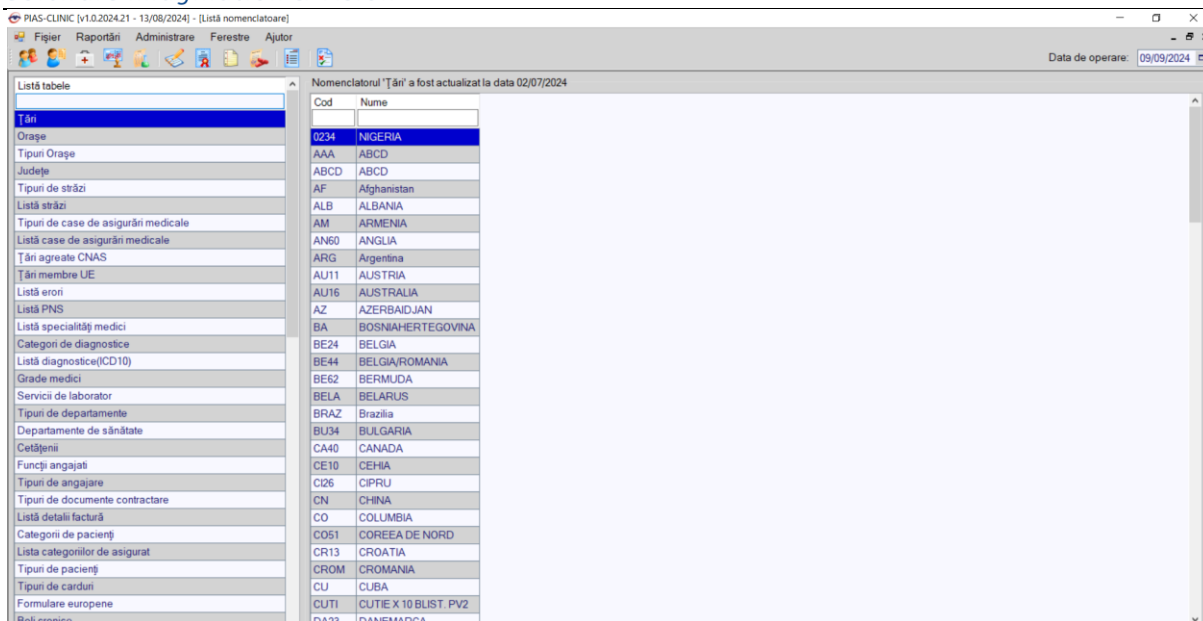 PIAS-CLINIC [v1.0.2024.21 - 13/08/2024] - [Listă nomenclatoare]
Fişier Raportări Administrare Ferestre Ajutor
Data de operare: 09/09/2024
Listă tabele
Ţări
Oraşe
Tipuri Oraşe
Judeţe
Tipuri de străzi
Listă străzi
Tipuri de case de asigurări medicale
Listă case de asigurări medicale
Ţări agreate CNAS
Ţări membre UE
Listă erori
Listă PNS
Listă specialităţi medici
Categori de diagnostice
Listă diagnostice(ICD10)
Grade medici
Servicii de laborator
Tipuri de departamente
Departamente de sănătate
Cetăţenii
Funcţii angajati
Tipuri de angajare
Tipuri de documente contractare
Listă detalii factură
Categorii de pacienţi
Lista categoriilor de asigurat
Tipuri de pacienţi
Tipuri de carduri
Formulare europene
Boli cronice
Nomenclatorul 'Ţări' a fost actualizat la data 02/07/2024
Cod Nume
0234 NIGERIA
AAA ABCD
ABCD ABCD
AF Afghanistan
ALB ALBANIA
AM ARMENIA
AN60 ANGLIA
ARG Argentina
AU11 AUSTRIA
AU16 AUSTRALIA
AZ AZERBAIDJAN
BA BOSNIAHERTEGOVINA
BE24 BELGIA
BE44 BELGIA/ROMANIA
BE62 BERMUDA
BELA BELARUS
BRAZ Brazilia
BU34 BULGARIA
CA40 CANADA
CE10 CEHIA
CI26 CIPRU
CN CHINA
CO COLUMBIA
CO51 COREEA DE NORD
CR13 CROATIA
CROM CROMANIA
CU CUBA
CUTI CUTIE X 10 BLIST. PV2
DA23 DANEMARCA